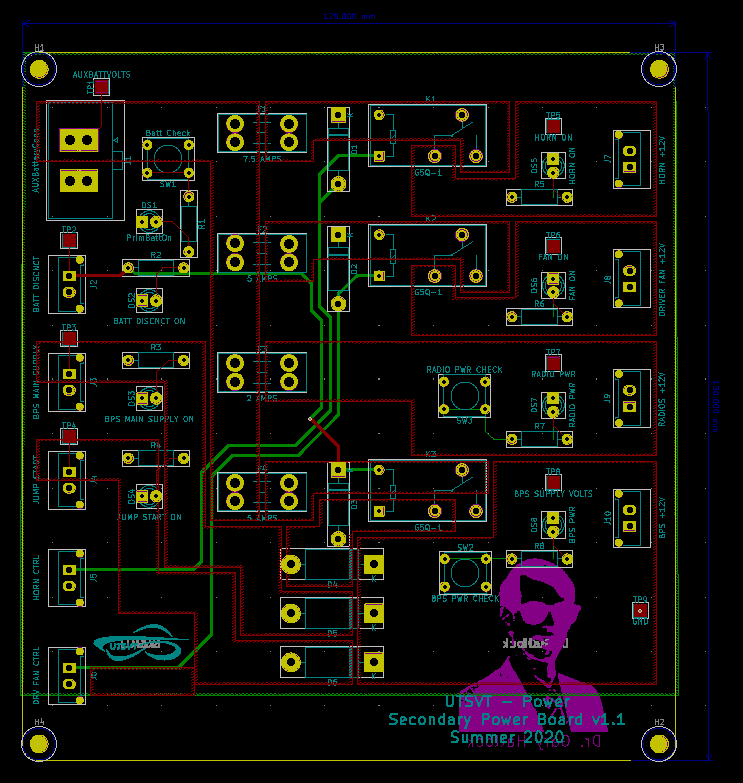 H1
H3
AUXBATTVOLTS
TP1
AUXBatteryConn
J1
Batt Check
SW1
7.5 AMPS
K1
D1
G5Q-1
TP5
HORN ON
DS5
HORN ON
R5
J7
HORN +12V
DS1
PrimBattOn
R1
TP2
BATT DISCNCT
J2
R2
DS2
BATT DISCNCT ON
5 AMPS
K2
D2
G5Q-1
TP6
FAN ON
DS6
FAN ON
R6
J8
DRIVER FAN +12V
TP3
BPS MAIN SUPPLY
J3
R3
DS3
BPS MAIN SUPPLY ON
2 AMPS
RADIO PWR CHECK
SW3
TP7
RADIO PWR
DS7
RADIO PWR
R7
J9
RADIOS +12V
TP4
JUMP START
J4
R4
DS4
JUMP START ON
5 AMPS
K3
D3
G5Q-1
TP8
BPS SUPPLY VOLTS
DS8
BPS PWR
R8
J10
BPS +12V
HORN CTRL
J5
D4
K
SW2
BPS PWR CHECK
D5
K
TP9
GND
DRV FAN CTRL
J6
D6
K
UTSVT - Power
Secondary Power Board v1.1
Summer 2020
Dr. Gary Hallock
H4
H2